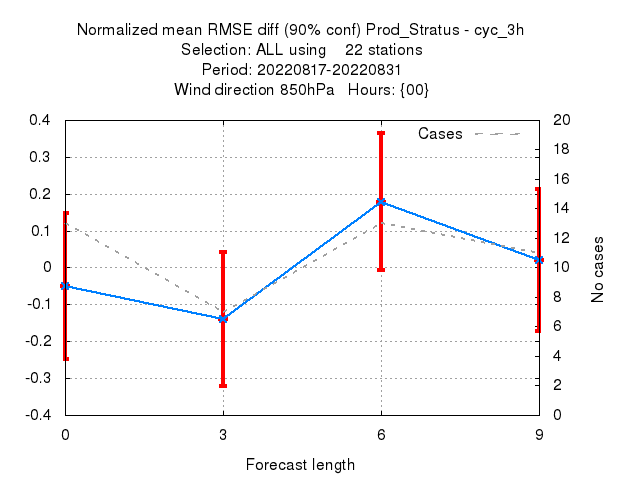 Normalized mean RMSE diff (90% conf) Prod_Stratus - cyc_3h
Selection: ALL using    22 stations
Period: 20220817-20220831
Wind direction 850hPa   Hours: {00}
0.4
0.3
0.2
0.1
0
-0.1
-0.2
-0.3
-0.4
Cases
20
18
16
14
12
10
8
6
4
2
0
No cases
0 3 6 9
Forecast length